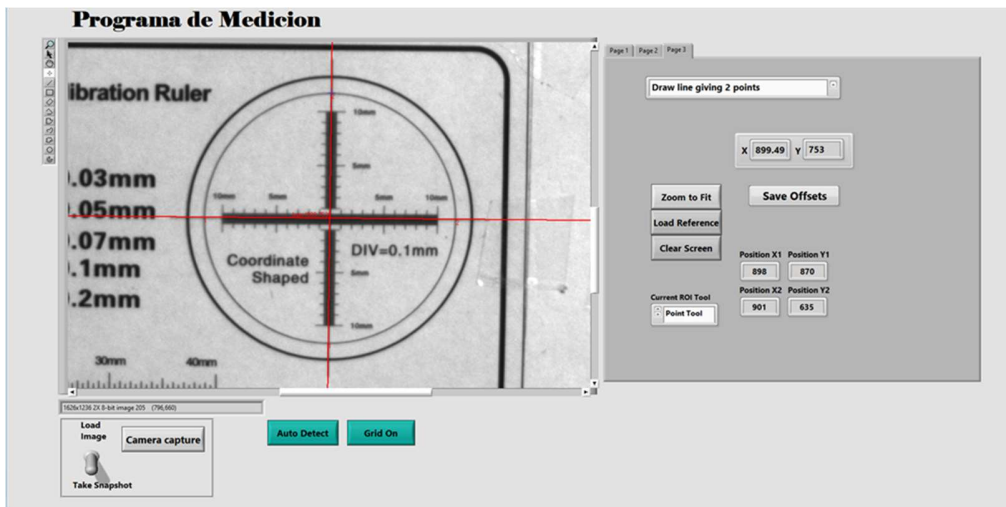 Programa de Medicion
Page 1 Page 2 Page 3
Draw line giving 2 points
X 899.49 Y 753
Zoom to Fit
Save Offsets
Load Reference
Clear Screen
Position X1 Position Y1
898 870
Position X2 Position Y2
901 635
Current ROI Tool
Point Tool
ibration Ruler
10mm
5mm
.03mm
10mm 5mm 5mm 10mm
.05mm
.07mm
DIV=0.1mm
Coordinate
Shaped
.1mm
5mm
.2mm
10mm
30mm 40mm
1626x1236 2X 8-bit image 205 (796,660)
Load
Image
Camera capture
Take Snapshot
Auto Detect
Grid On